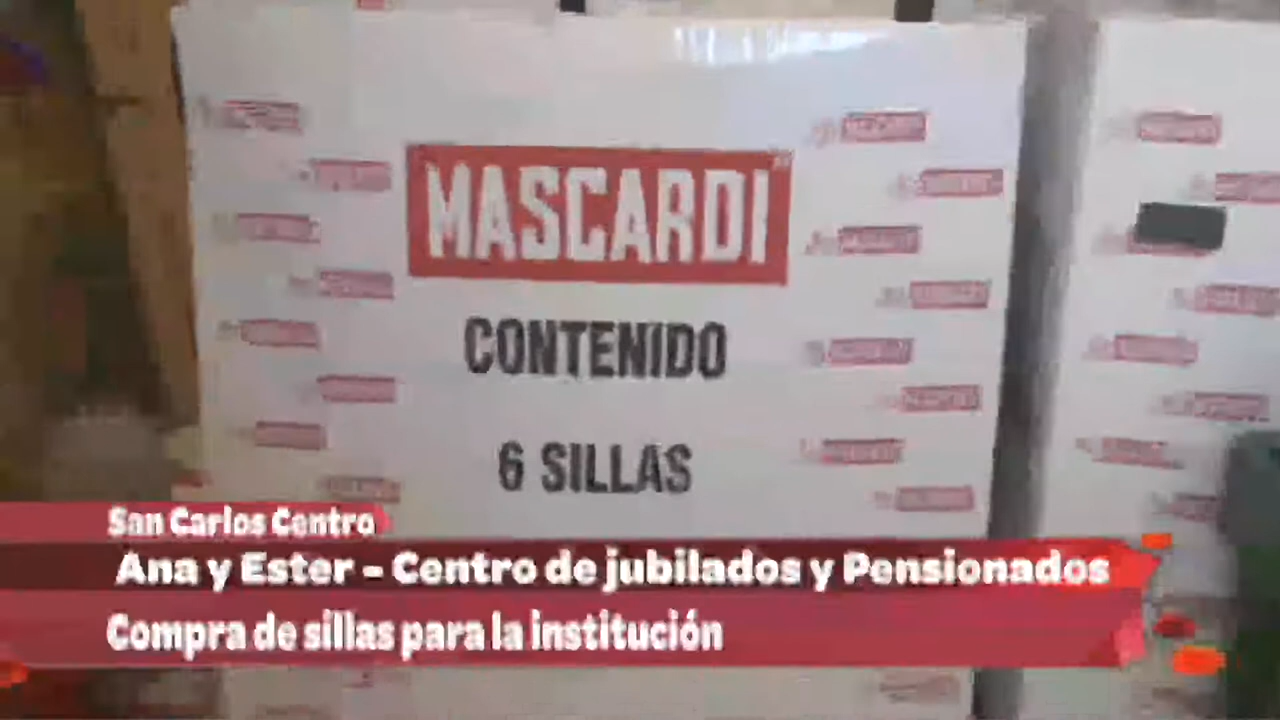 MASCARDI
CONTENIDO
6 SILLAS
San Carlos Centro
Ana y Ester - Centro de jubilados y Pensionados
Compra de sillas para la institución